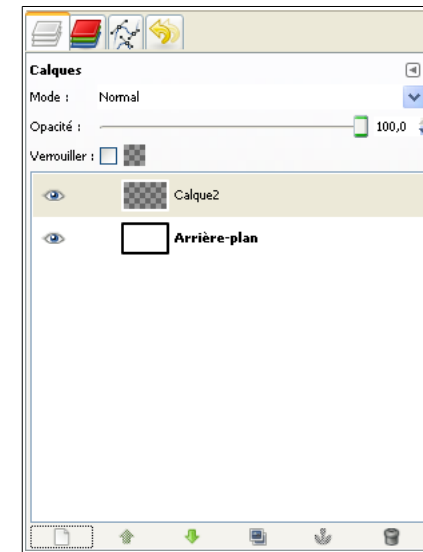 Calques
Mode : Normal
Opacité : 100,0
Verrouiller :
Calque2
Arrière-plan